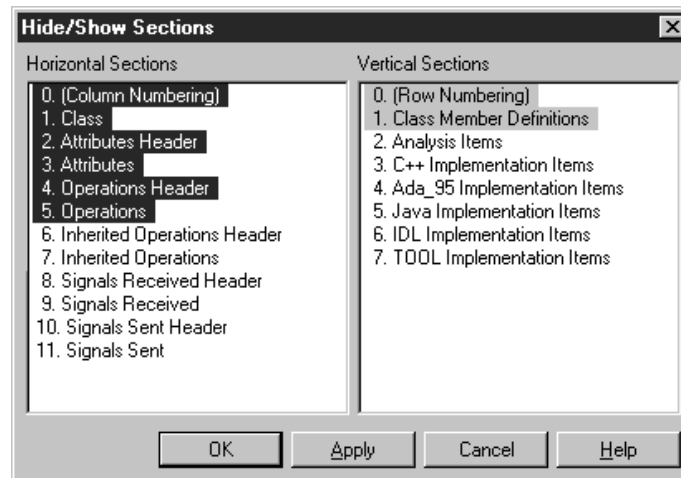 Hide/Show Sections
Horizontal Sections
0. (Column Numbering)
1. Class
2. Attributes Header
3. Attributes
4. Operations Header
5. Operations
6. Inherited Operations Header
7. Inherited Operations
8. Signals Received Header
9. Signals Received
10. Signals Sent Header
11. Signals Sent
Vertical Sections
0. (Row Numbering)
1. Class Member Definitions
2. Analysis Items
3. C++ Implementation Items
4. Ada_95 Implementation Items
5. Java Implementation Items
6. IDL Implementation Items
7. TOOL Implementation Items
OK
Apply
Cancel
Help